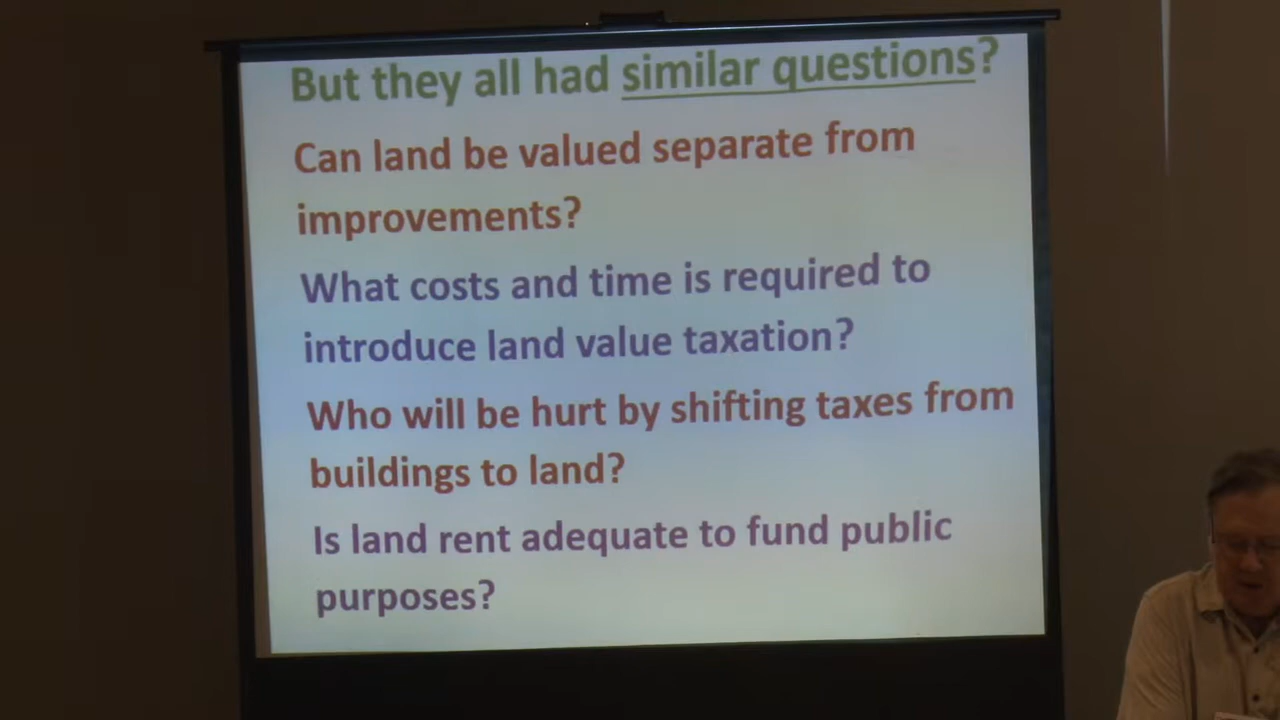 But they all had similar questions?
Can land be valued separate from
improvements?
What costs and time is required to
introduce land value taxation?
Who will be hurt by shifting taxes from
buildings to land?
Is land rent adequate to fund public
purposes?